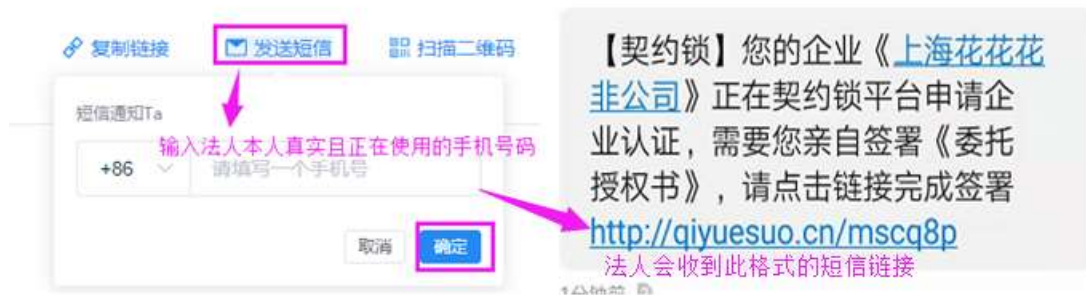 复制链接 发送短信 扫描二维码
短信通知Ta
输入法人本人真实且正在使用的手机号码
+86 请填写一个手机号
取消 确定
【契约锁】您的企业《上海花花花
非公司》正在契约锁平台申请企
业认证，需要您亲自签署《委托
授权书》，请点击链接完成签署
http://qiyuesuo.cn/mscq8p
法人会收到此格式的短信链接
1分钟前